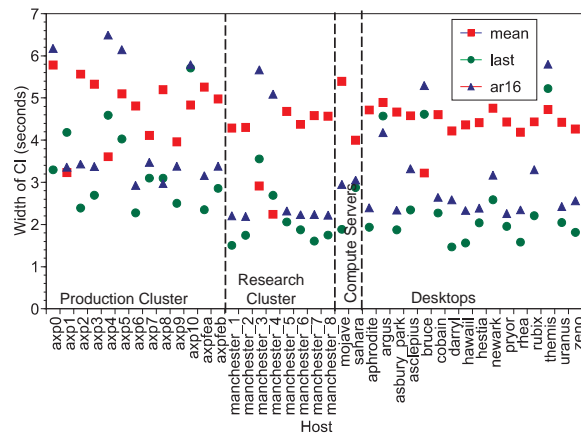 7
6
5
4
3
2
1
0
Width of CI (seconds)
mean
last
ar16
Production Cluster
Research
Cluster
Compute Servers
Desktops
axp0
axp1
axp2
axp3
axp4
axp5
axp6
axp7
axp8
axp9
axp10
axpfea
axpfeb
manchester_1
manchester_2
manchester_3
manchester_4
manchester_5
manchester_6
manchester_7
manchester_8
mojave
sahara
aphrodite
argus
asbury_park
asclepius
bruce
cobain
darryl
hawaii
hestia
newark
pryor
rhea
rubix
themis
uranus
zeno
Host